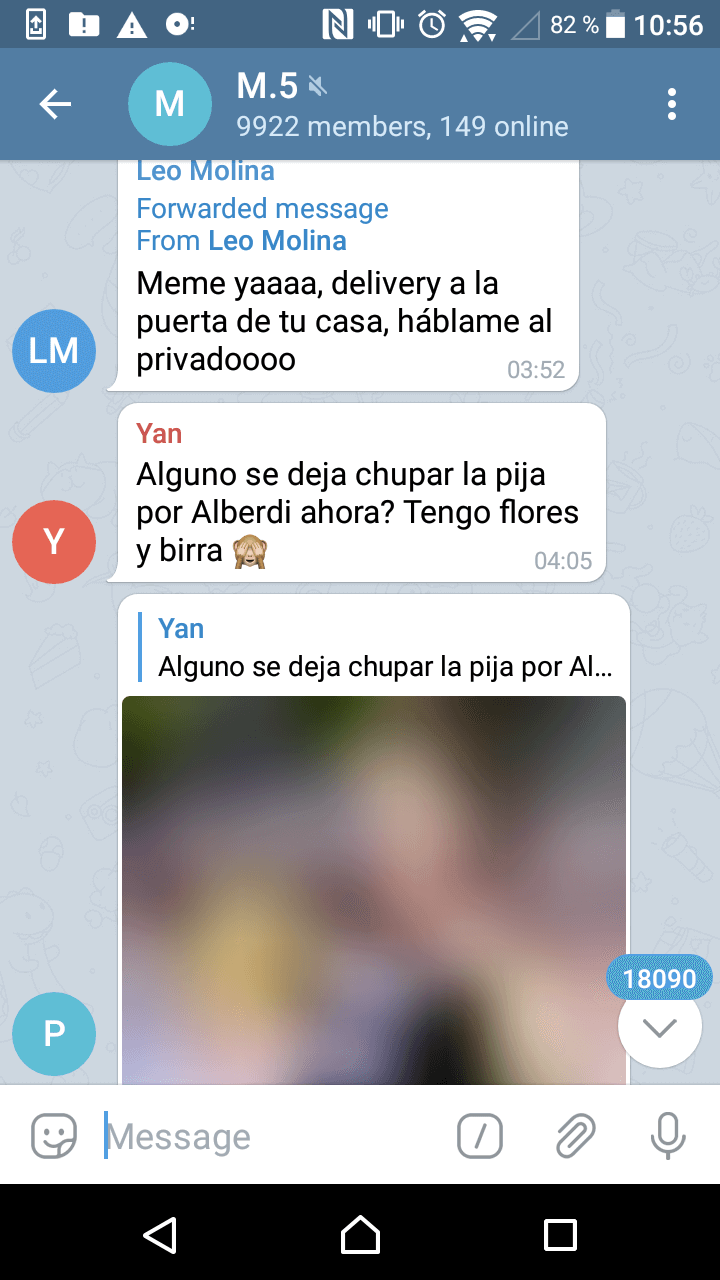 82 % 10:56
M
M.5
9922 members, 149 online
Leo Molina
Forwarded message
From Leo Molina
Meme yaaaa, delivery a la
puerta de tu casa, háblame al
privadoooo
03:52
LM
Yan
Alguno se deja chupar la pija
por Alberdi ahora? Tengo flores
y birra 🙈
04:05
Y
Yan
Alguno se deja chupar la pija por Al...
18090
P
Message